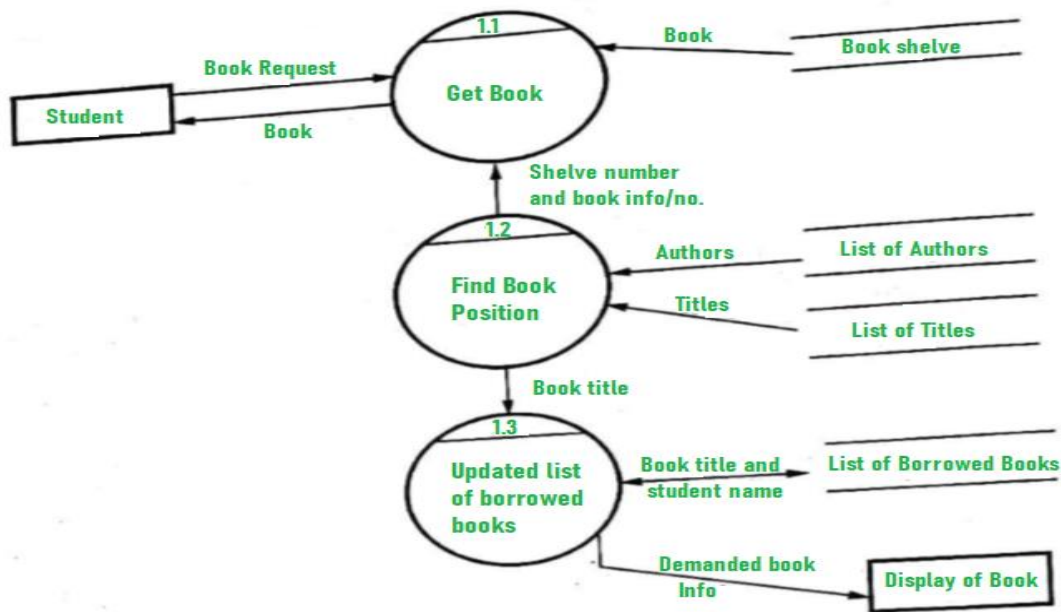 1.1
Book
Book shelve
Book Request
Get Book
Student
Book
Shelve number
and book info/no.
1.2
Authors
List of Authors
Find Book
Position
Titles
List of Titles
Book title
1.3
Updated list
of borrowed
books
Book title and
student name
List of Borrowed Books
Demanded book
Info
Display of Book